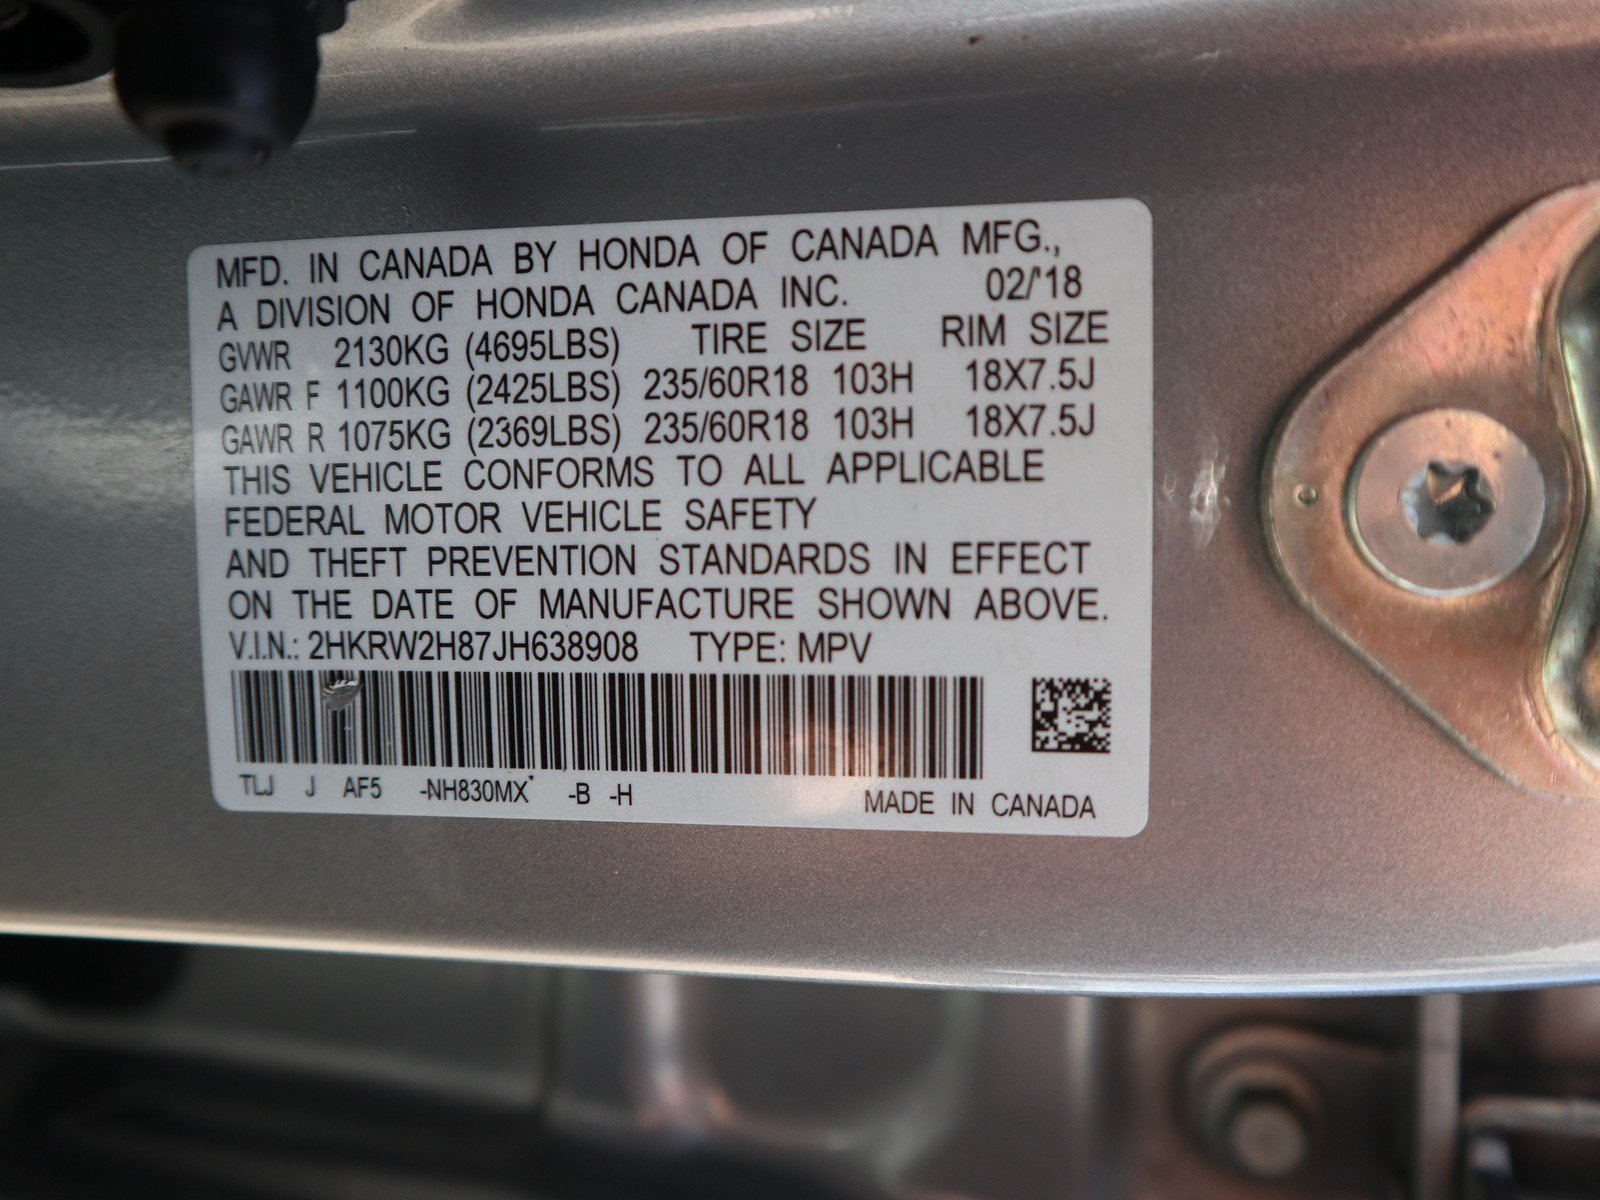 MFD. IN CANADA BY HONDA OF CANADA MFG.,
A DIVISION OF HONDA CANADA INC. 02/'18
GVWR 2130KG (4695LBS) TIRE SIZE RIM SIZE
GAWR F 1100KG (2425LBS) 235/60R18 103H 18X7.5J
GAWR R 1075KG (2369LBS) 235/60R18 103H 18X7.5J
THIS VEHICLE CONFORMS TO ALL APPLICABLE
FEDERAL MOTOR VEHICLE SAFETY
AND THEFT PREVENTION STANDARDS IN EFFECT
ON THE DATE OF MANUFACTURE SHOWN ABOVE.
V.I.N.: 2HKRW2H87JH638908 TYPE: MPV
TLJ J AF5 -NH830MX -B -H MADE IN CANADA